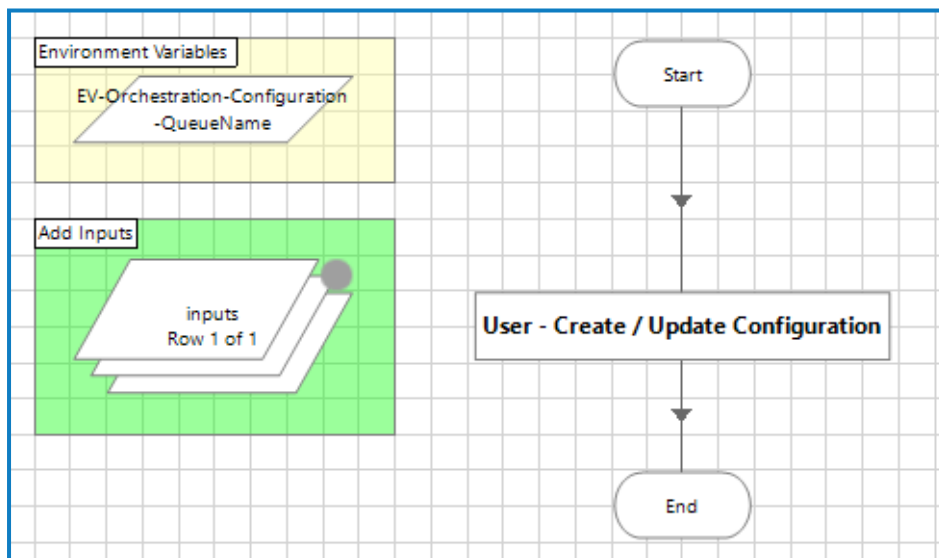 Environment Variables
EV-Orchestration-Configuration
-QueueName
Add Inputs
inputs
Row 1 of 1
Start
User - Create / Update Configuration
End